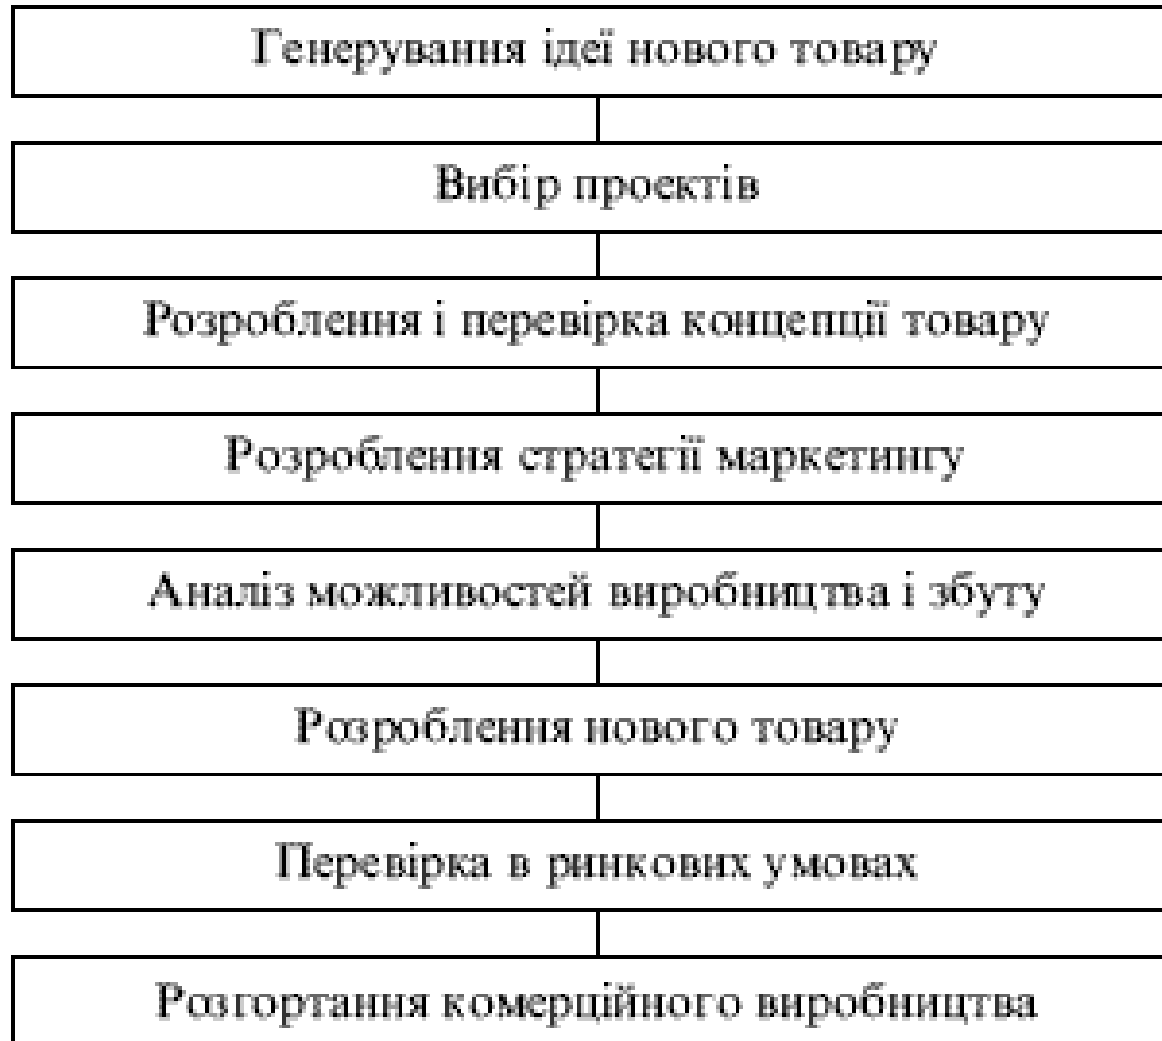 Генерування ідеї нового товару
Вибір проектів
Розроблення і перевірка концепції товару
Розроблення стратегії маркетингу
Аналіз можливостей виробництва і збуту
Розроблення нового товару
Перевірка в ринкових умовах
Розгортання комерційного виробництва